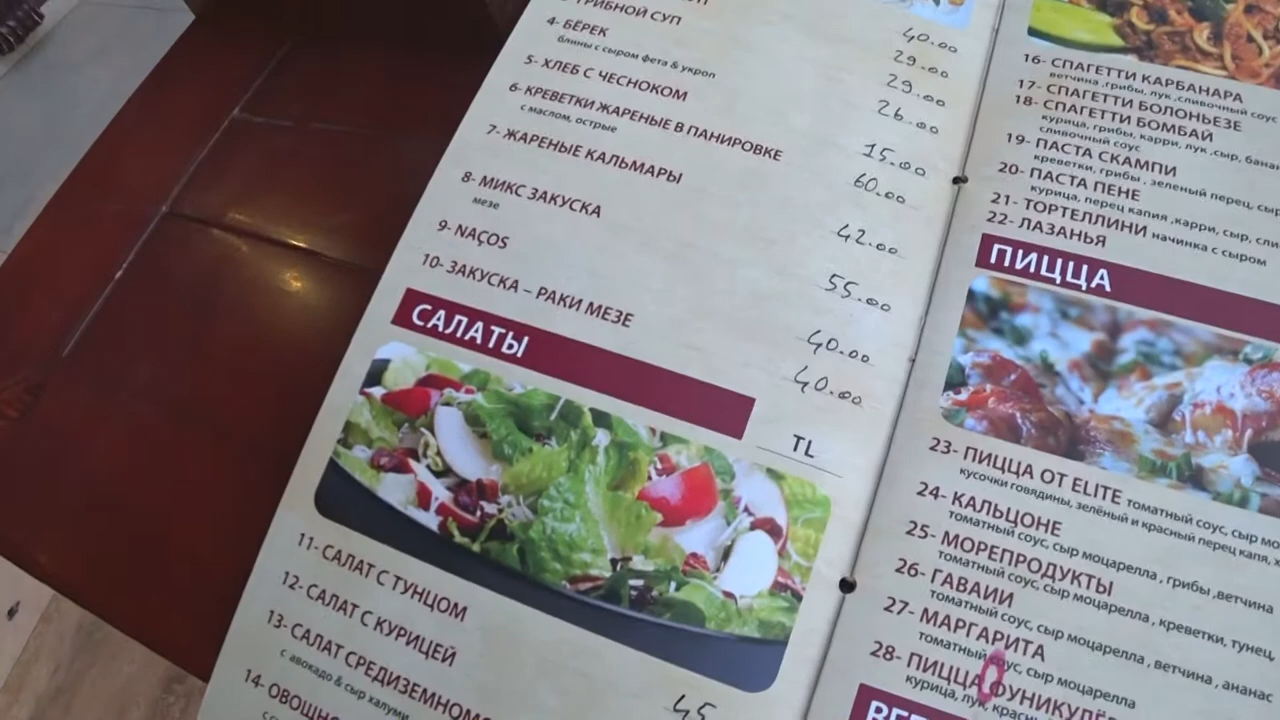 ГРИБНОЙ СУП
4- БЁРЕК
блины с сыром фета & укроп
5- ХЛЕБ С ЧЕСНОКОМ
6- КРЕВЕТКИ ЖАРЕНЫЕ В ПАНИРОВКЕ
с маслом, острые
7- ЖАРЕНЫЕ КАЛЬМАРЫ
8- МИКС ЗАКУСКА
мезе
9- NAÇOS
10- ЗАКУСКА – РАКИ МЕЗЕ
40.00
29.00
29.00
26.00
15.00
60.00
42.00
55.00
40.00
40.00
САЛАТЫ
TL
11- САЛАТ С ТУНЦОМ
12- САЛАТ С КУРИЦЕЙ
13- САЛАТ СРЕДИЗЕМНОМО
с авокадо & сыр халуми
14- ОВОЩН
45
16- СПАГЕТТИ КАРБАНАРА
ветчина ,грибы, лук ,сливочный соус
17- СПАГЕТТИ БОЛОНЬЕЗЕ
18- СПАГЕТТИ БОМБАЙ
курица, грибы, карри, лук ,сыр, банан
сливочный соус
19- ПАСТА СКАМПИ
креветки, грибы , зеленый перец, сыр
20- ПАСТА ПЕНЕ
курица, перец капия ,карри, сыр, сли
21- ТОРТЕЛЛИНИ начинка с сыром
22- ЛАЗАНЬЯ
ПИЦЦА
23- ПИЦЦА ОТ ELITE томатный соус, сыр мо
кусочки говядины, зелёный и красный перец капя, х
24- КАЛЬЦОНЕ
томатный соус, сыр моцарелла , грибы ,ветчина
25- МОРЕПРОДУКТЫ
томатный соус, сыр моцарелла , креветки, тунец,
26- ГАВАИИ
томатный соус, сыр моцарелла , ветчина , ананас
27- МАРГАРИТА
томатный соус, сыр моцарелла
28- ПИЦЦА ФУНИКУЛЁР
курица, лук, красн